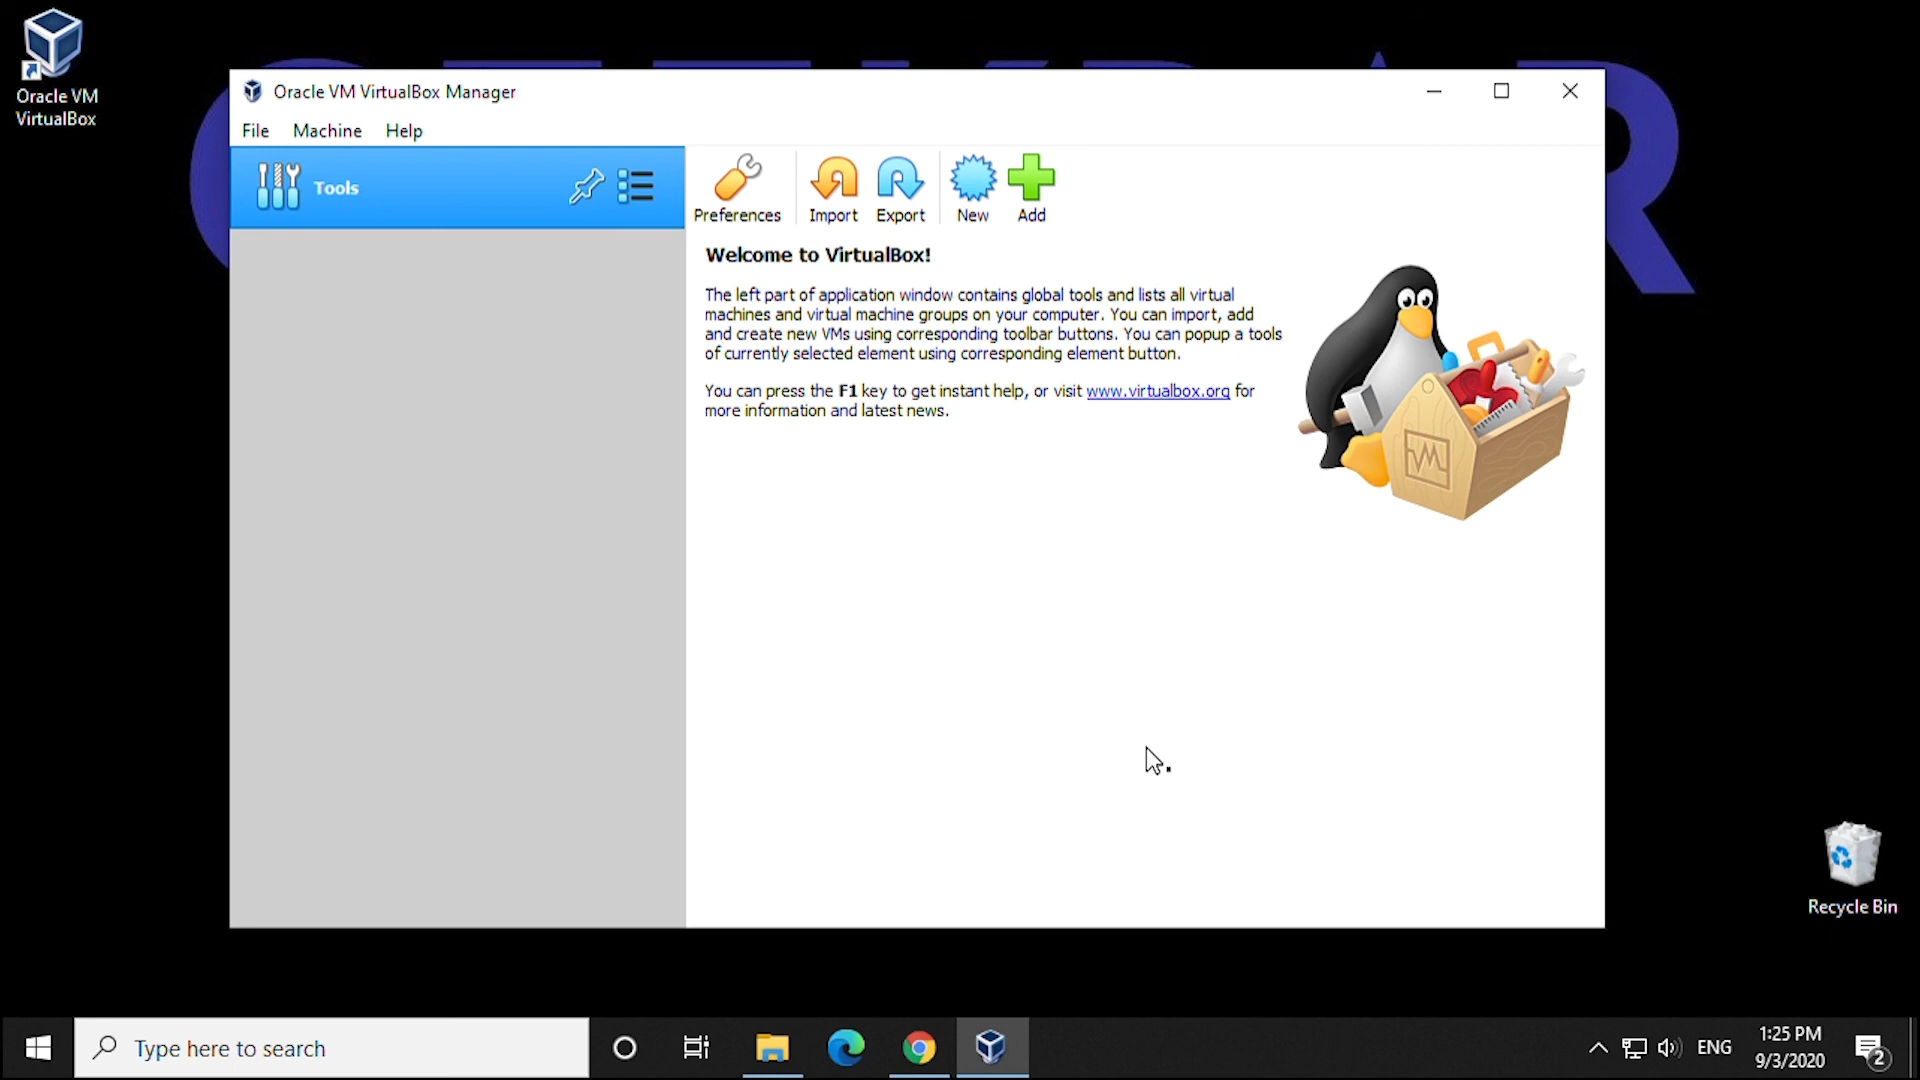 Oracle VM
VirtualBox
Oracle VM VirtualBox Manager
File Machine Help
Tools
Preferences Import Export New Add
Welcome to VirtualBox!
The left part of application window contains global tools and lists all virtual
machines and virtual machine groups on your computer. You can import, add
and create new VMs using corresponding toolbar buttons. You can popup a tools
of currently selected element using corresponding element button.
You can press the F1 key to get instant help, or visit www.virtualbox.org for
more information and latest news.
Recycle Bin
Type here to search
ENG
1:25 PM
9/3/2020
2